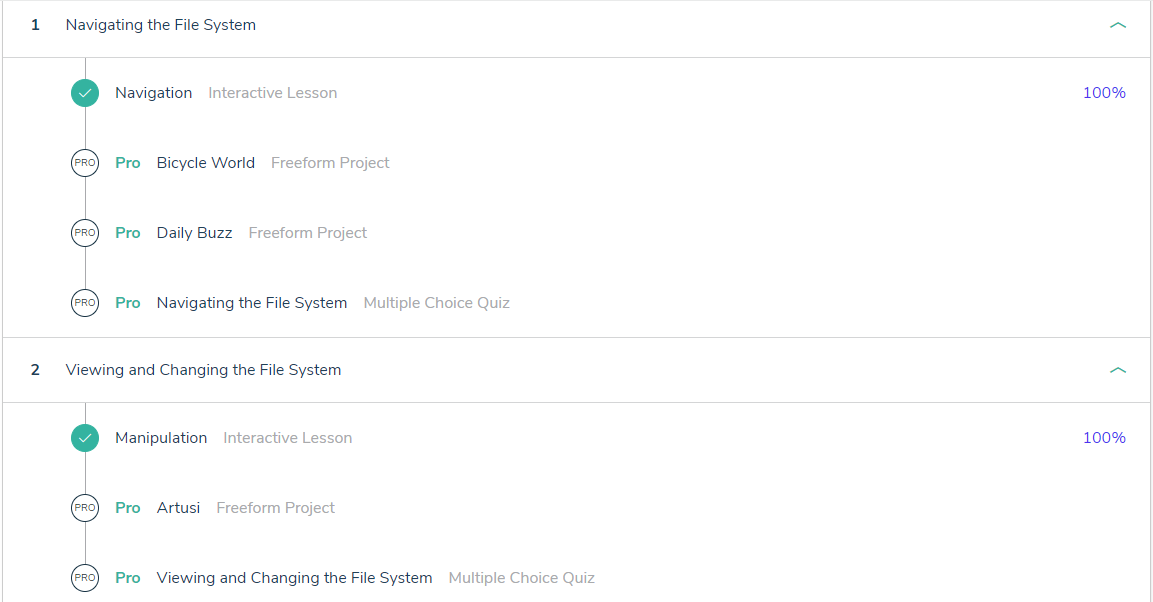 1 Navigating the File System
Navigation Interactive Lesson 100%
PRO Pro Bicycle World Freeform Project
PRO Pro Daily Buzz Freeform Project
PRO Pro Navigating the File System Multiple Choice Quiz
2 Viewing and Changing the File System
Manipulation Interactive Lesson 100%
PRO Pro Artusi Freeform Project
PRO Pro Viewing and Changing the File System Multiple Choice Quiz